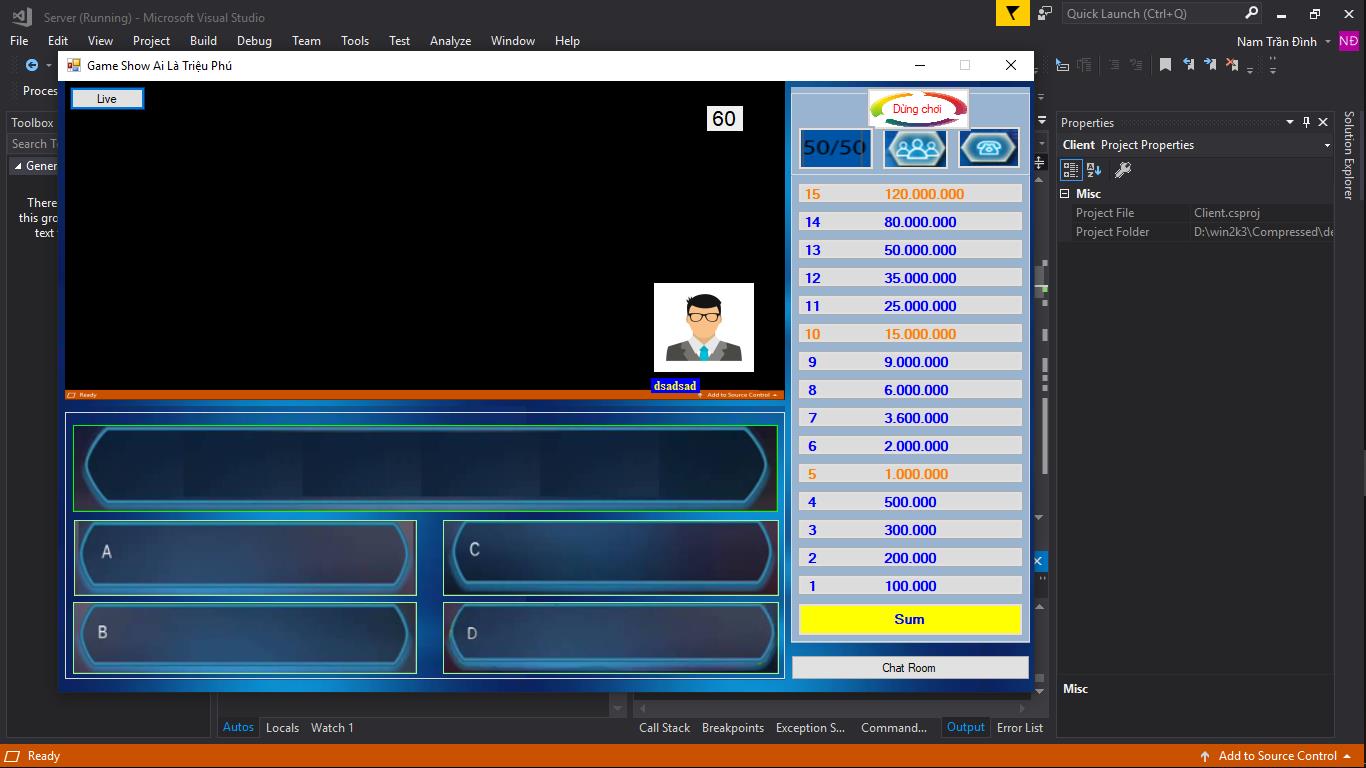 Server (Running) - Microsoft Visual Studio
Quick Launch (Ctrl+Q)
File Edit View Project Build Debug Team Tools Test Analyze Window Help
Nam Trần Đình NĐ
Game Show Ai Là Triệu Phú
Live
60
Dừng chơi
50/50
Proces
Toolbox
Search T
Gener
There
this gro
text
dsadsad
Ready
Add to Source Control
A
C
B
D
15 120.000.000
14 80.000.000
13 50.000.000
12 35.000.000
11 25.000.000
10 15.000.000
9 9.000.000
8 6.000.000
7 3.600.000
6 2.000.000
5 1.000.000
4 500.000
3 300.000
2 200.000
1 100.000
Sum
Chat Room
Properties
Client Project Properties
Misc
Project File Client.csproj
Project Folder D:\win2k3\Compressed\de
Misc
Solution Explorer
Autos Locals Watch 1
Call Stack Breakpoints Exception S... Command... Output Error List
Ready
Add to Source Control